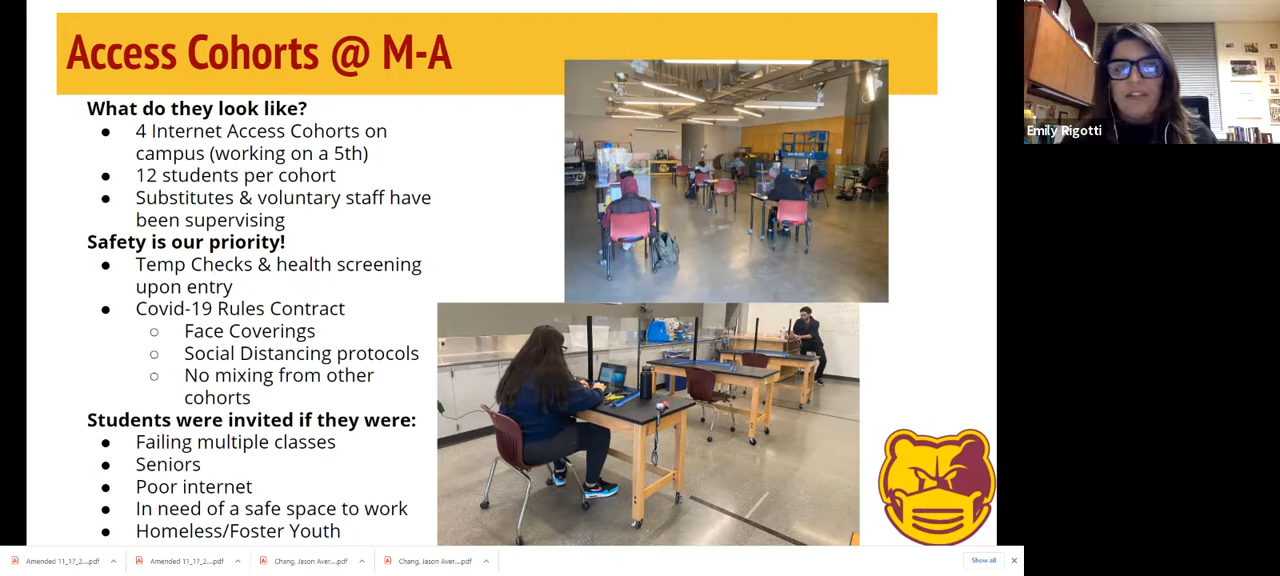 Access Cohorts @ M-A
What do they look like?
● 4 Internet Access Cohorts on
campus (working on a 5th)
● 12 students per cohort
● Substitutes & voluntary staff have
been supervising
Safety is our priority!
● Temp Checks & health screening
upon entry
● Covid-19 Rules Contract
○ Face Coverings
○ Social Distancing protocols
○ No mixing from other
cohorts
Students were invited if they were:
● Failing multiple classes
● Seniors
● Poor internet
● In need of a safe space to work
● Homeless/Foster Youth
Emily Rigotti
Amended 11_17_2....pdf
Amended 11_17_2....pdf
Chang, Jason Aver....pdf
Chang, Jason Aver....pdf
Show all